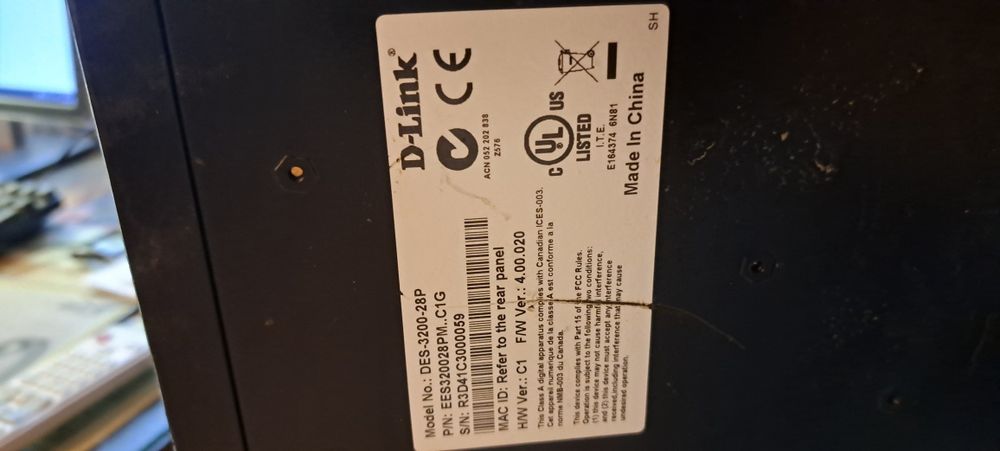 Model No.: DES-3200-28P
P/N: EES320028PM..C1G
S/N: R3D41C3000059
MAC ID: Refer to the rear panel
H/W Ver.: C1 F/W Ver.: 4.00.020
This Class A digital apparatus complies with Canadian ICES-003.
Cet appareil numérique de la classe A est conforme a la
norme NMB-003 du Canada.
This device complies with Part 15 of the FCC Rules.
Operation is subject to the following two conditions:
(1) this device may not cause harmful interference,
and (2) this device must accept any interference
received,including interference that may cause
undesired operation.
D-Link®
CE
ACN 052 202 838
Z576
C UL US
LISTED
I.T.E.
E164374 6N81
Made In China
SH